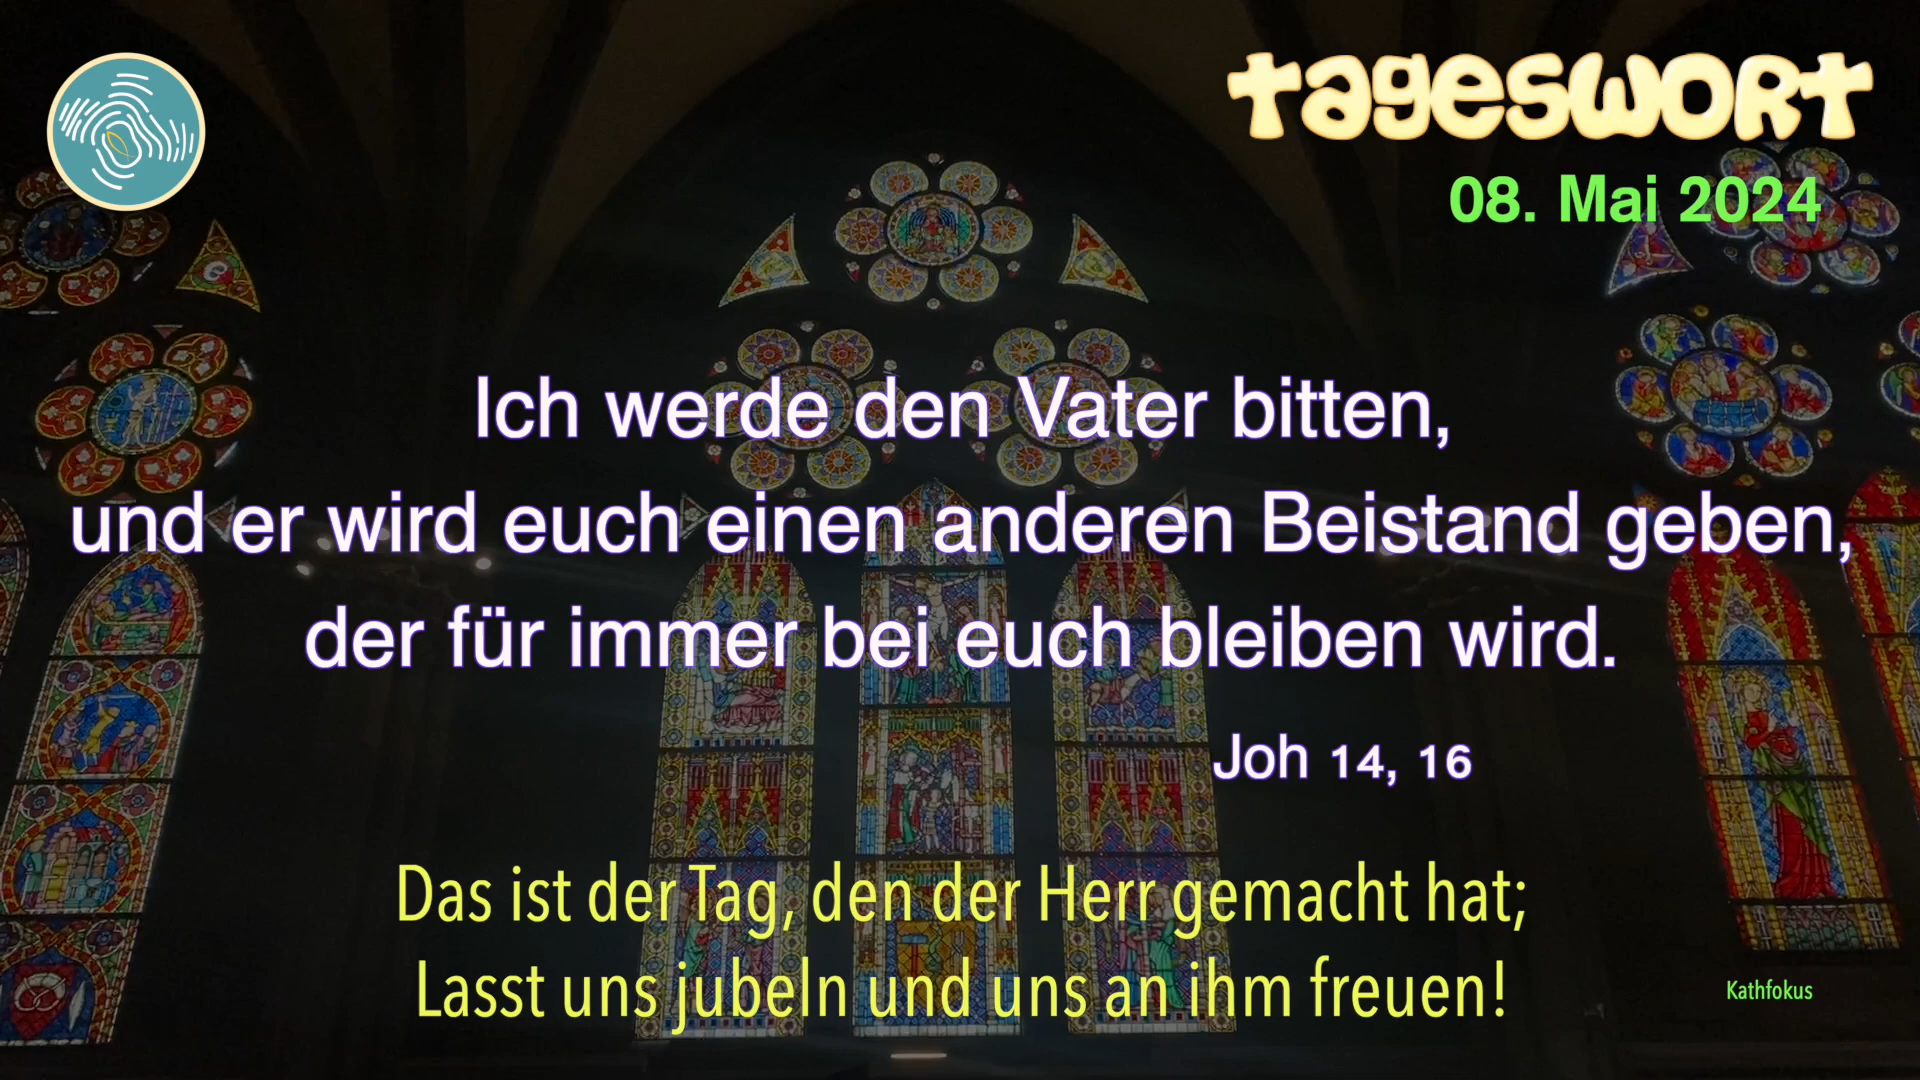 tageswort
08. Mai 2024
Ich werde den Vater bitten,
und er wird euch einen anderen Beistand geben,
der für immer bei euch bleiben wird.
Joh 14, 16
Das ist der Tag, den der Herr gemacht hat;
Lasst uns jubeln und uns an ihm freuen!
Kathfokus